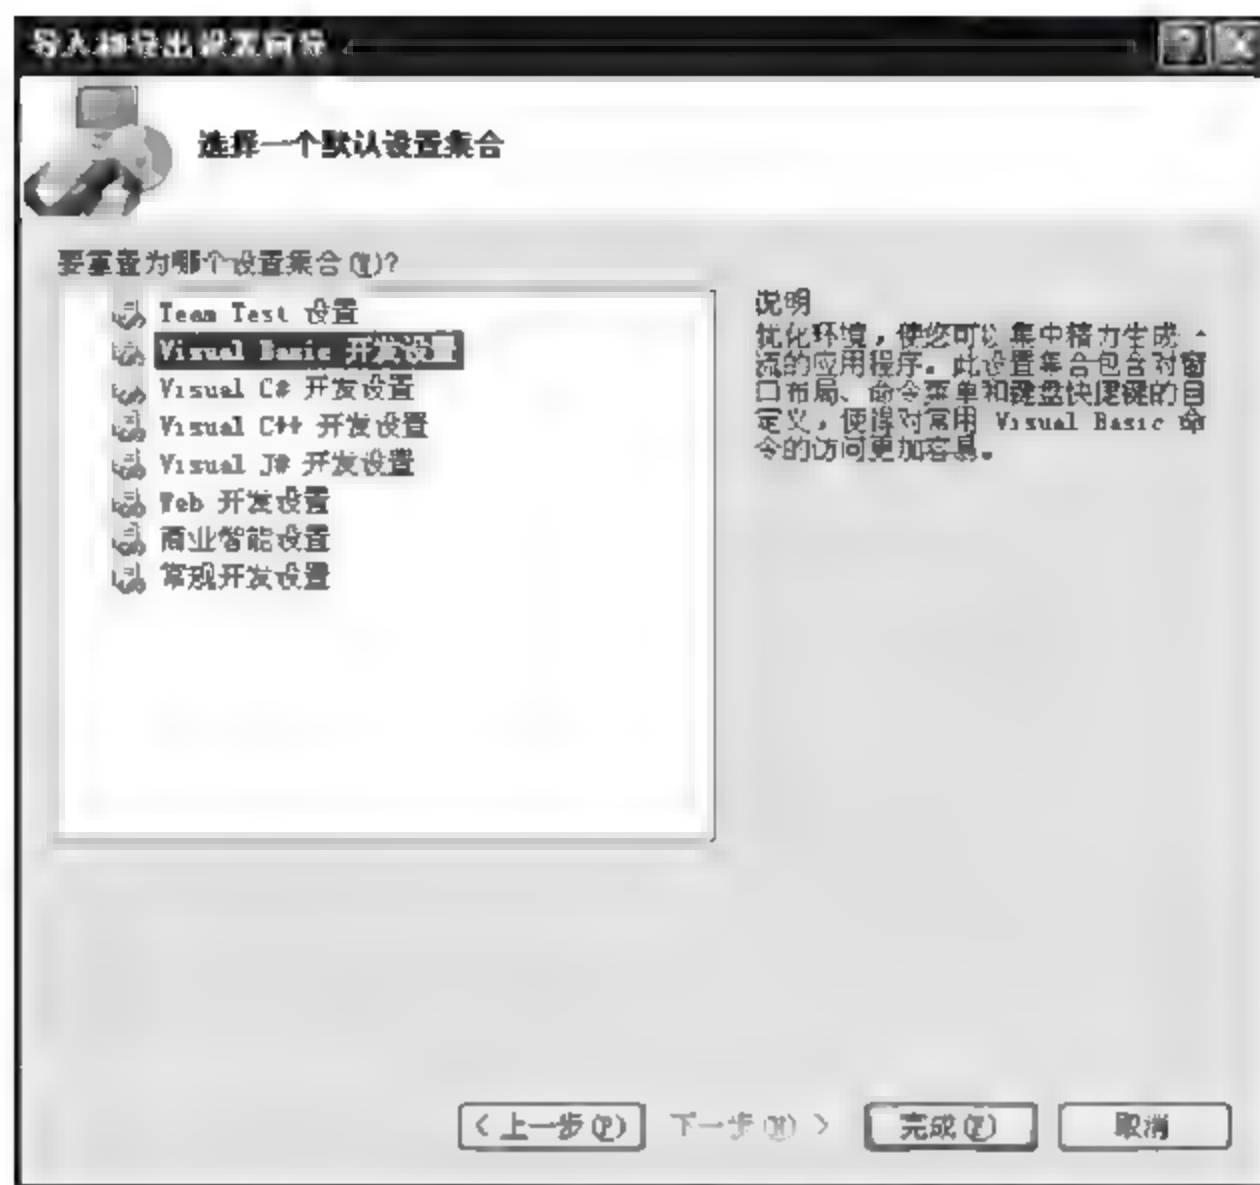 导入和导出设置向导
选择一个默认设置集合
要重置为哪个设置集合(W)?
Team Test 设置
Visual Basic 开发设置
Visual C# 开发设置
Visual C++ 开发设置
Visual J# 开发设置
Web 开发设置
商业智能设置
常规开发设置
说明
优化环境，使您可以集中精力生成一
流的应用程序。此设置集合包含对窗
口布局、命令菜单和键盘快捷键的自
定义，使得对常用 Visual Basic 命
令的访问更加容易。
< 上一步(P)
下一步(N) >
完成(F)
取消